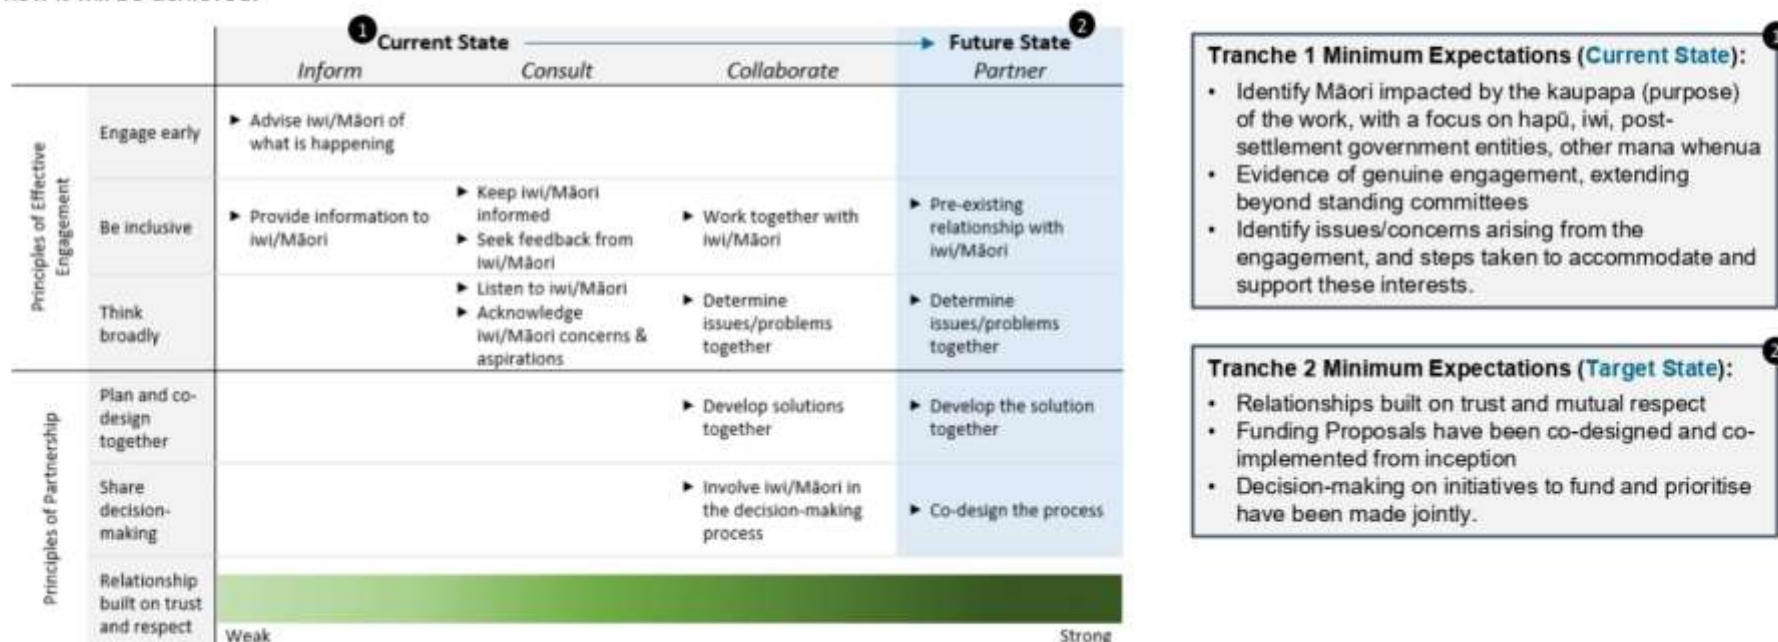 1
Current State
2
Future State
Inform
Consult
Collaborate
Partner
Principles of Effective
Engagement
Engage early
► Advise iwi/Māori of
what is happening
Be inclusive
► Provide information to
iwi/Māori
► Keep iwi/Māori
informed
► Seek feedback from
iwi/Māori
► Work together with
iwi/Māori
► Pre-existing
relationship with
iwi/Māori
Think
broadly
► Listen to iwi/Māori
► Acknowledge
iwi/Māori concerns &
aspirations
► Determine
issues/problems
together
► Determine
issues/problems
together
Principles of Partnership
Plan and co-
design
together
► Develop solutions
together
► Develop the solution
together
Share
decision-
making
► Involve iwi/Māori in
the decision-making
process
► Co-design the process
Relationship
built on trust
and respect
Weak
Strong
1
Tranche 1 Minimum Expectations (Current State):
• Identify Māori impacted by the kaupapa (purpose)
of the work, with a focus on hapū, iwi, post-
settlement government entities, other mana whenua
• Evidence of genuine engagement, extending
beyond standing committees
• Identify issues/concerns arising from the
engagement, and steps taken to accommodate and
support these interests.
2
Tranche 2 Minimum Expectations (Target State):
• Relationships built on trust and mutual respect
• Funding Proposals have been co-designed and co-
implemented from inception
• Decision-making on initiatives to fund and prioritise
have been made jointly.